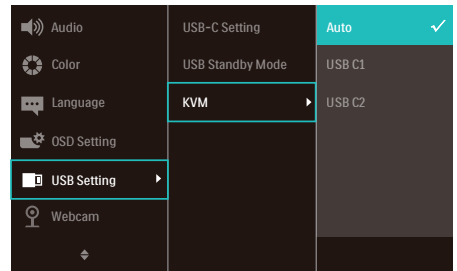 Audio
Color
Language
OSD Setting
USB Setting
Webcam
USB-C Setting
USB Standby Mode
KVM
Auto
USB C1
USB C2